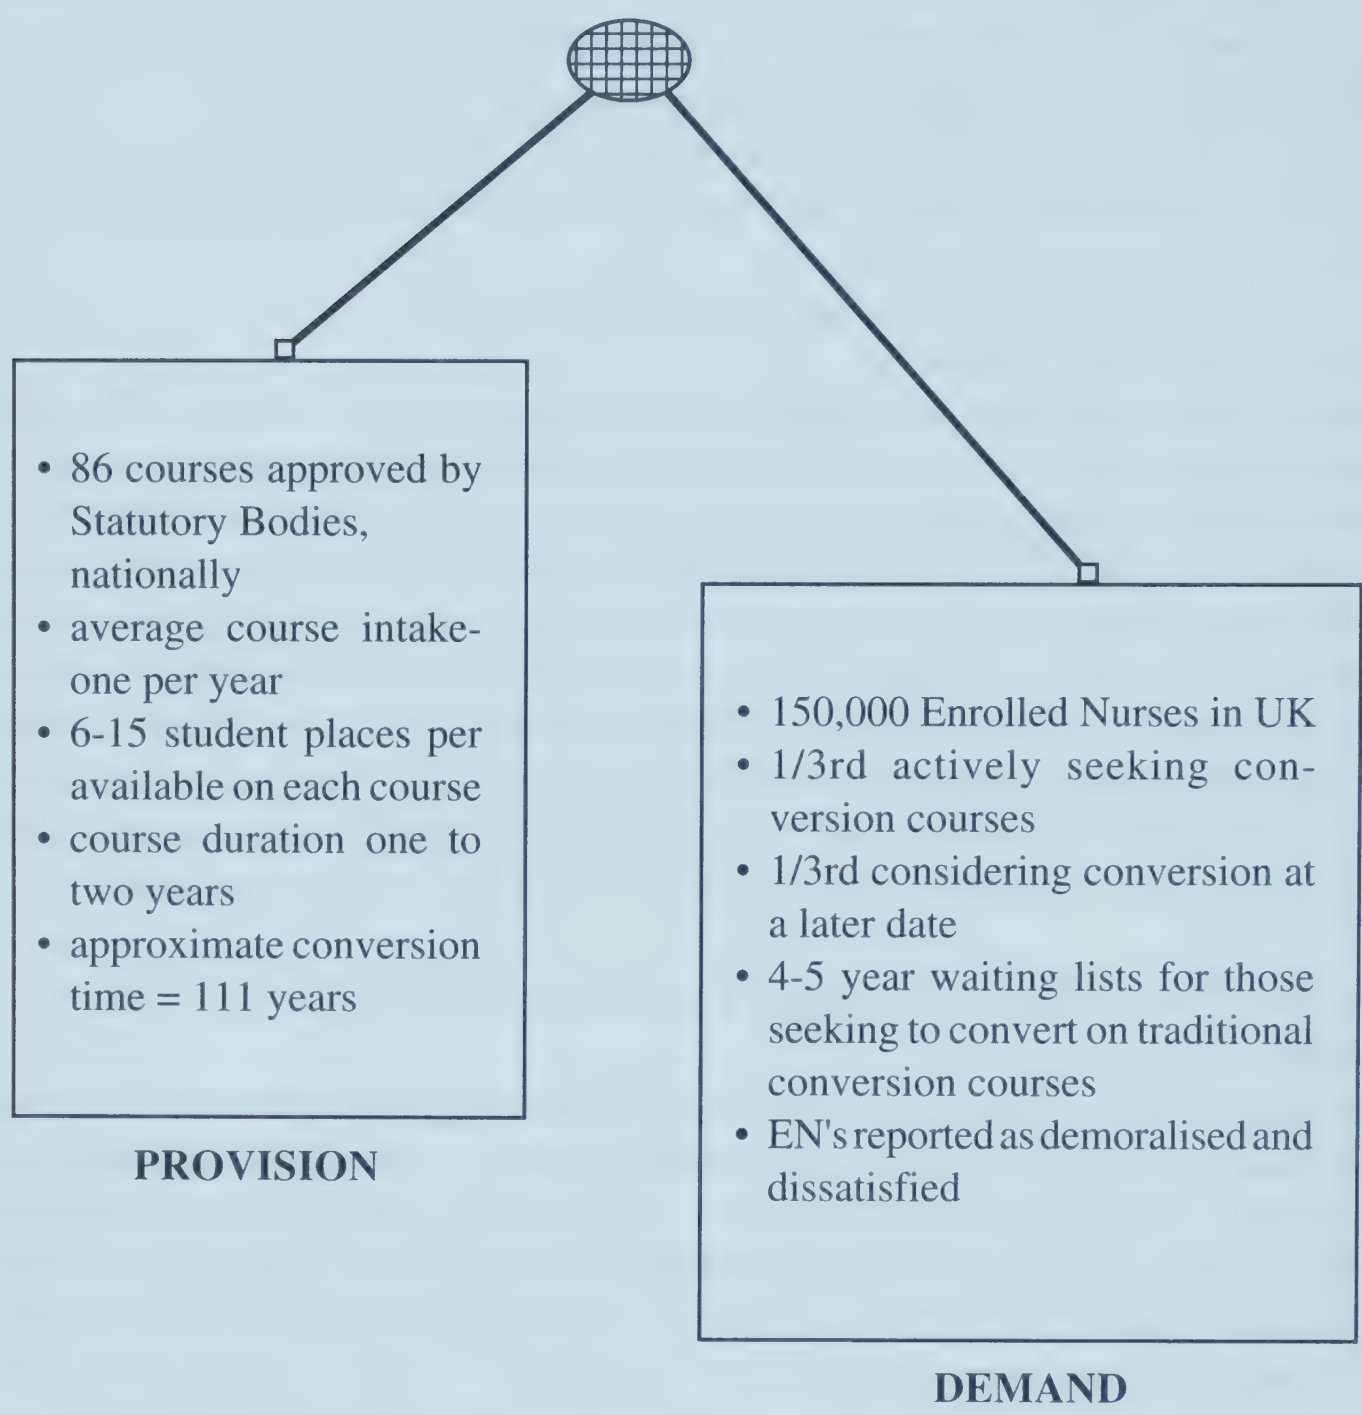 • 86 courses approved by
Statutory Bodies,
nationally
• average course intake-
one per year
• 6-15 student places per
available on each course
• course duration one to
two years
• approximate conversion
time = 111 years
PROVISION
• 150,000 Enrolled Nurses in UK
• 1/3rd actively seeking con-
version courses
• 1/3rd considering conversion at
a later date
• 4-5 year waiting lists for those
seeking to convert on traditional
conversion courses
• EN's reported as demoralised and
dissatisfied
DEMAND